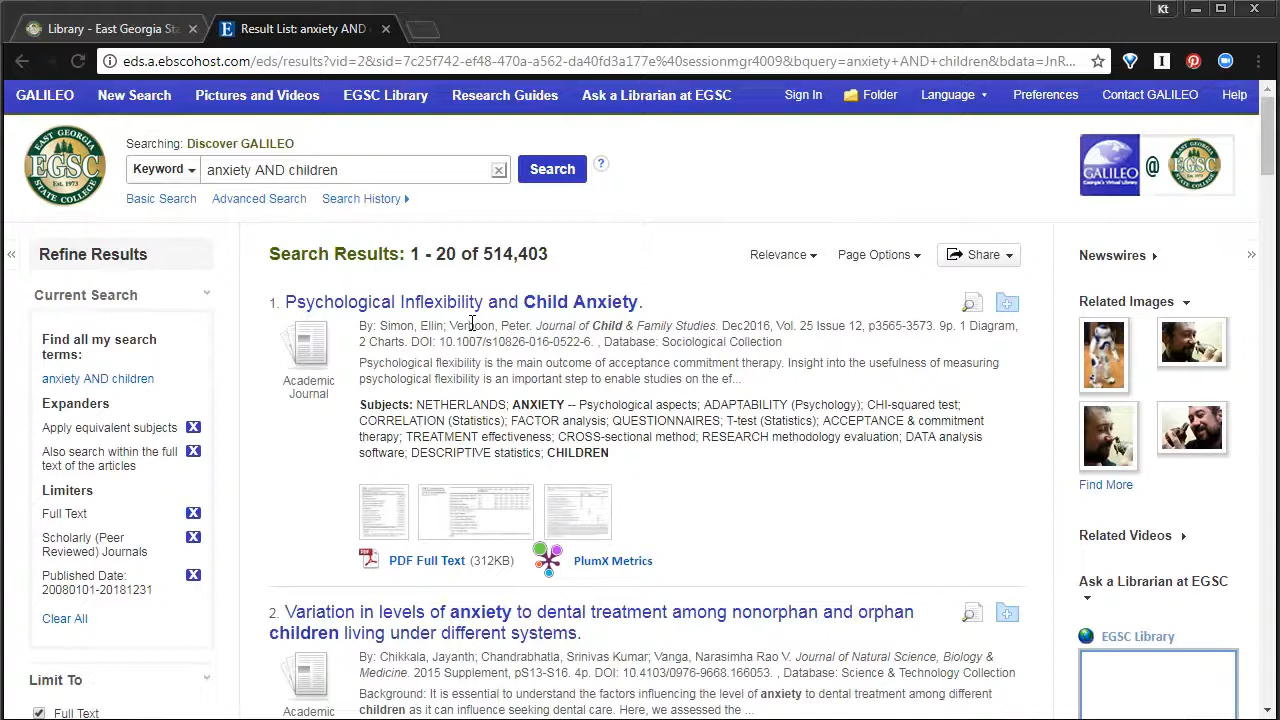 Kt
Library - East Georgia Sta
Result List: anxiety AND
eds.a.ebscohost.com/eds/results?vid=2&sid=7c2bf742-cf48-470a-a562-da40fd3a177e%40sessionmgr4009&bquery=anxiety+AND+children&bdata=JnR...
GALILEO New Search Pictures and Videos EGSC Library Research Guides Ask a Librarian at EGSC Sign In Folder Language Preferences Contact GALILEO Help
EAST GEORGIA
EGSC
Est. 1973
STATE COLLEGE
Searching: Discover GALILEO
Keyword anxiety AND children Search ?
Basic Search Advanced Search Search History
GALILEO
Georgia's Virtual Library
@
EGSC
Refine Results
Current Search
Find all my search
terms:
anxiety AND children
Expanders
Apply equivalent subjects
Also search within the full
text of the articles
Limiters
Full Text
Scholarly (Peer
Reviewed) Journals
Published Date:
20080101-20181231
Clear All
Limit To
Full Text
Search Results: 1 - 20 of 514,403
Relevance Page Options Share
1. Psychological Inflexibility and Child Anxiety.
Academic
Journal
By: Simon, Ellin; Verboon, Peter. Journal of Child & Family Studies. Dec2016, Vol. 25 Issue 12, p3565-3573. 9p. 1 Diagram,
2 Charts. DOI: 10.1007/s10826-016-0522-6. , Database: Sociological Collection
Psychological flexibility is the main outcome of acceptance commitment therapy. Insight into the usefulness of measuring
psychological flexibility is an important step to enable studies on the ef...
Subjects: NETHERLANDS; ANXIETY -- Psychological aspects; ADAPTABILITY (Psychology); CHI-squared test;
CORRELATION (Statistics); FACTOR analysis; QUESTIONNAIRES; T-test (Statistics); ACCEPTANCE & commitment
therapy; TREATMENT effectiveness; CROSS-sectional method; RESEARCH methodology evaluation; DATA analysis
software; DESCRIPTIVE statistics; CHILDREN
PDF Full Text (312KB) PlumX Metrics
2. Variation in levels of anxiety to dental treatment among nonorphan and orphan
children living under different systems.
Academic
By: Chikkala, Jayanth; Chandrabhatla, Srinivas Kumar; Vanga, Narasimha Rao V. Journal of Natural Science, Biology &
Medicine. 2015 Supplement, pS13-S16. 4p. DOI: 10.4103/0976-9668.166053. , Database: Science & Technology Collection
Background: It is essential to understand the factors influencing the level of anxiety to dental treatment among different
children as it can influence seeking dental care. Here, we assessed the ...
Newswires
Related Images
Find More
Related Videos
Ask a Librarian at EGSC
EGSC Library